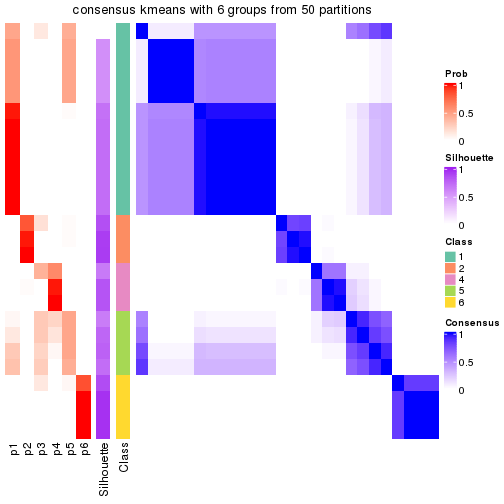 consensus kmeans with 6 groups from 50 partitions
Prob
1
0.5
0
Silhouette
1
0.5
0
Class
1
2
4
5
6
Consensus
1
0.5
0
p1
p2
p3
p4
p5
p6
Silhouette
Class